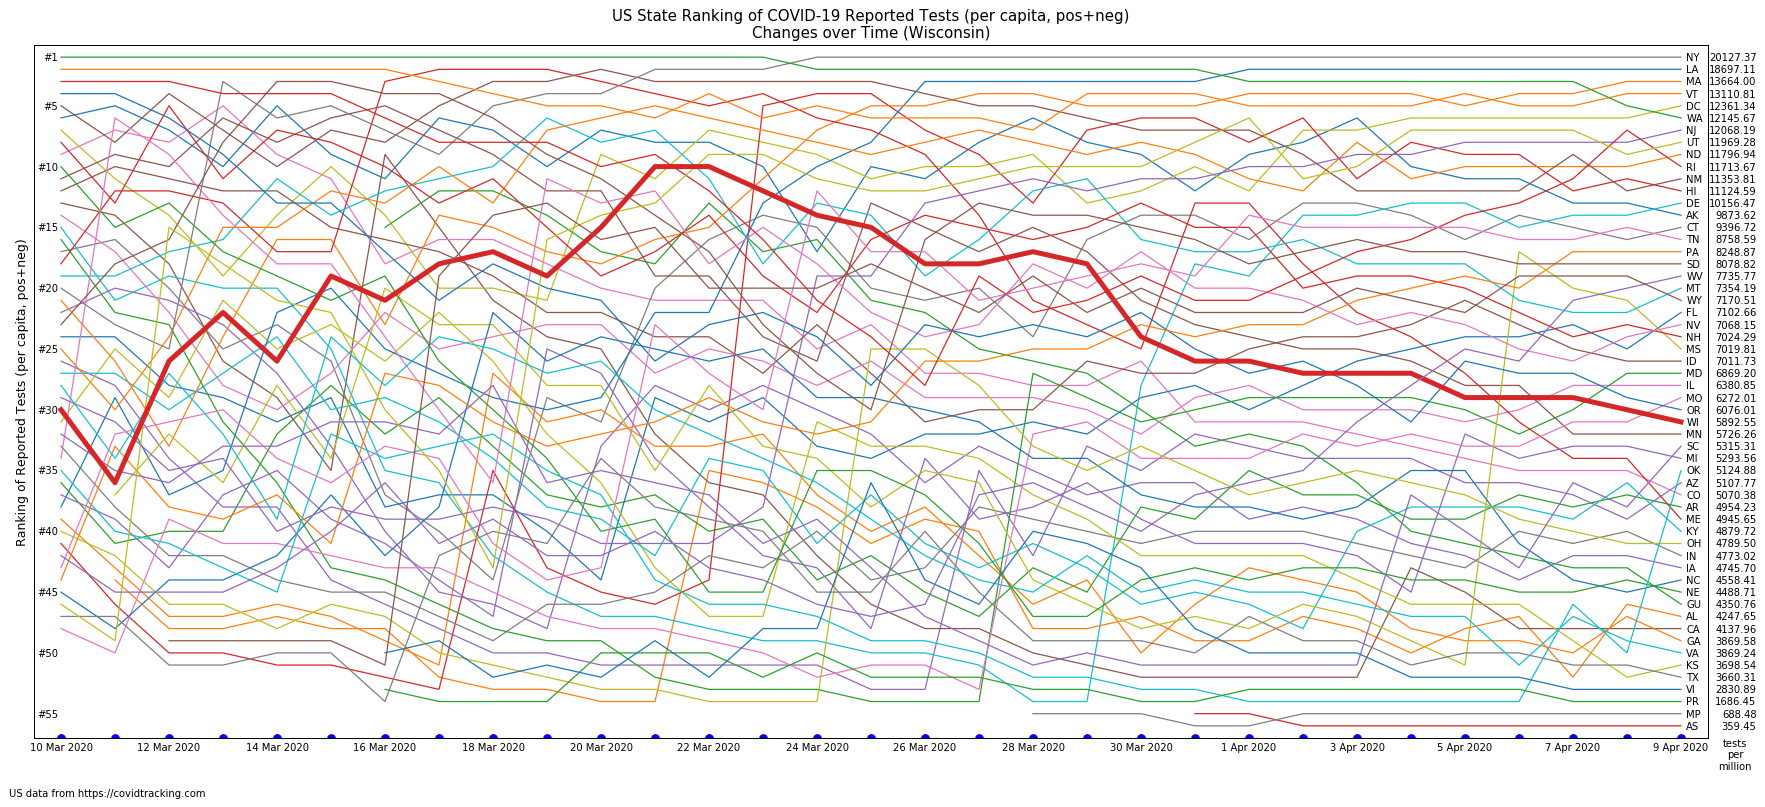 US State Ranking of COVID-19 Reported Tests (per capita, pos+neg)
Changes over Time (Wisconsin)
Ranking of Reported Tests (per capita, pos+neg)
#1
#5
#10
#15
#20
#25
#30
#35
#40
#45
#50
#55
NY 20127.37
LA 18697.11
MA 13664.00
VT 13110.81
DC 12361.34
WA 12145.67
NJ 12068.19
UT 11969.28
ND 11796.94
RI 11713.67
NM 11353.81
HI 11124.59
DE 10156.47
AK 9873.62
CT 9396.72
TN 8758.59
PA 8248.87
SD 8078.82
WV 7735.77
MT 7354.19
WY 7170.51
FL 7102.66
NV 7068.15
NH 7024.29
MS 7019.81
ID 7011.73
MD 6869.20
IL 6380.85
MO 6272.01
OR 6076.01
WI 5892.55
MN 5726.26
SC 5315.31
MI 5293.56
OK 5124.88
AZ 5107.77
CO 5070.38
AR 4954.23
ME 4945.65
KY 4879.72
OH 4789.50
IN 4773.02
IA 4745.70
NC 4558.41
NE 4488.71
GU 4350.76
AL 4247.65
CA 4137.96
GA 3869.58
VA 3869.24
KS 3698.54
TX 3660.31
VI 2830.89
PR 1686.45
MP 688.48
AS 359.45
10 Mar 2020 12 Mar 2020 14 Mar 2020 16 Mar 2020 18 Mar 2020 20 Mar 2020 22 Mar 2020 24 Mar 2020 26 Mar 2020 28 Mar 2020 30 Mar 2020 1 Apr 2020 3 Apr 2020 5 Apr 2020 7 Apr 2020 9 Apr 2020
tests
per
million
US data from https://covidtracking.com